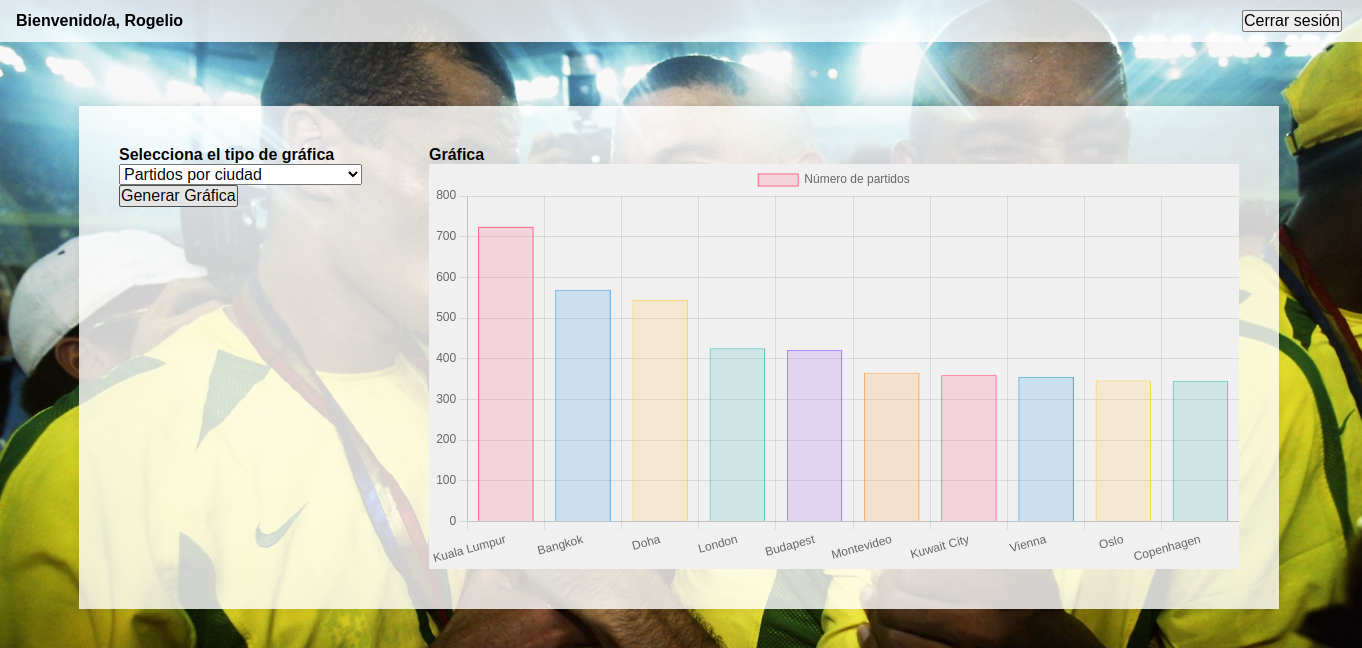 Bienvenido/a, Rogelio
Cerrar sesión
Selecciona el tipo de gráfica
Partidos por ciudad
Generar Gráfica
Gráfica
Número de partidos
800
700
600
500
400
300
200
100
0
Kuala Lumpur
Bangkok
Doha
London
Budapest
Montevideo
Kuwait City
Vienna
Oslo
Copenhagen